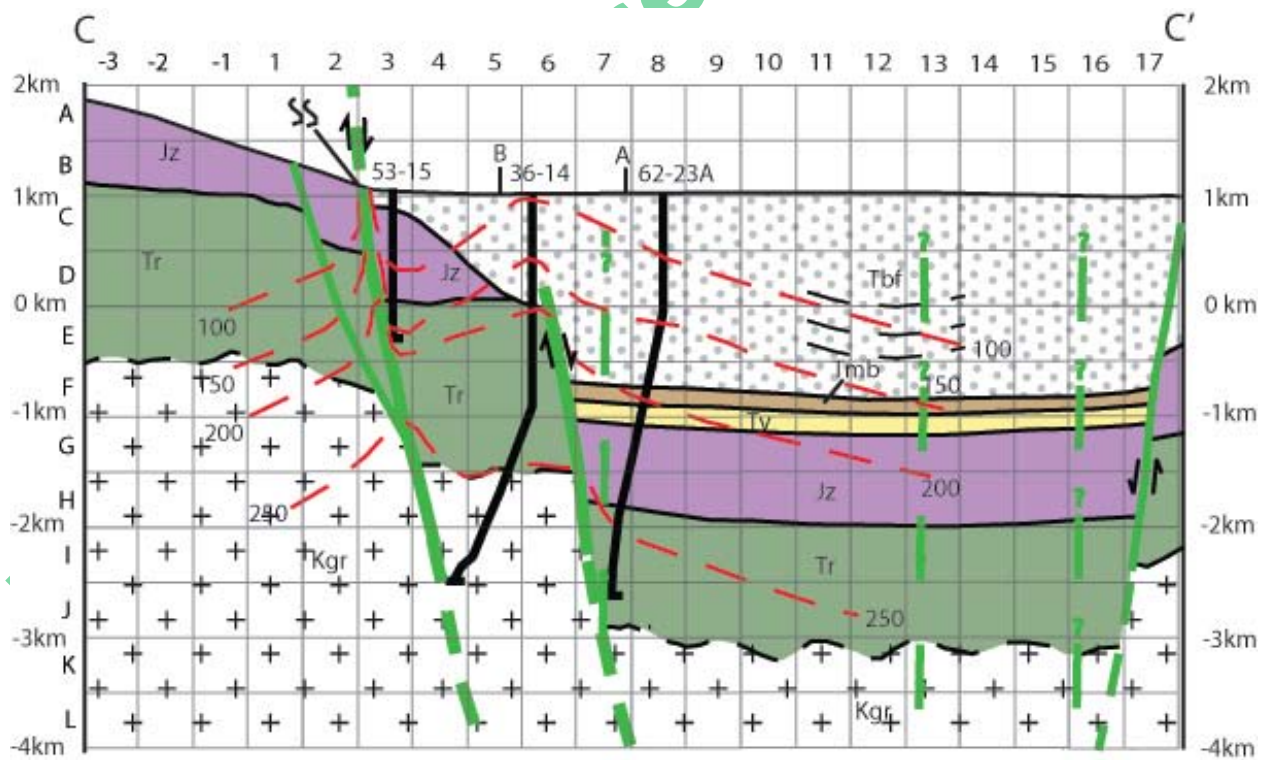 C C'
-3 -2 -1 1 2 3 4 5 6 7 8 9 10 11 12 13 14 15 16 17
2km 2km
A
SS
Jz
B 53-15 B 36-14 A 62-23A
1km 1km
C
Tr Jz Tbf
D
0 km 0 km
100 E 100
150 Tmb 150
F Tr
-1km Tv -1km
200
G
Jz 200
H
250
-2km -2km
I Kgr Tr
J 250
-3km -3km
K
L Kgr
-4km -4km
? ? ? ? ? ? ? ?